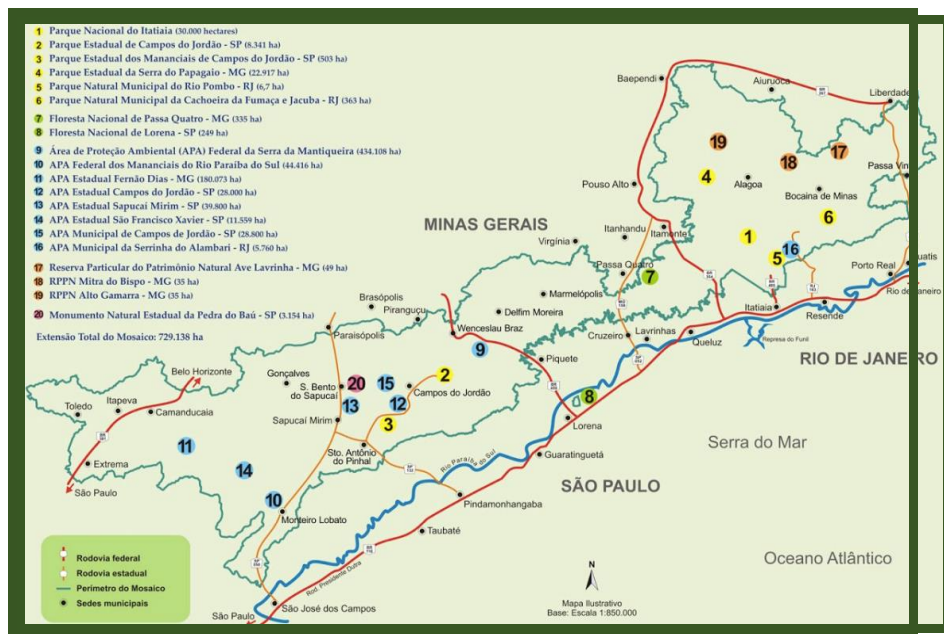 1 Parque Nacional do Itatiaia (30.000 hectares)
2 Parque Estadual de Campos do Jordão - SP (8.341 ha)
3 Parque Estadual dos Mananciais de Campos do Jordão - SP (503 ha)
4 Parque Estadual da Serra do Papagaio - MG (22.917 ha)
5 Parque Natural Municipal do Rio Pombo - RJ (6,7 ha)
6 Parque Natural Municipal da Cachoeira da Fumaça e Jacuba - RJ (363 ha)
7 Floresta Nacional de Passa Quatro - MG (335 ha)
8 Floresta Nacional de Lorena - SP (249 ha)
9 Área de Proteção Ambiental (APA) Federal da Serra da Mantiqueira (434.108 ha)
10 APA Federal dos Mananciais do Rio Paraíba do Sul (44.416 ha)
11 APA Estadual Fernão Dias - MG (180.073 ha)
12 APA Estadual Campos do Jordão - SP (28.000 ha)
13 APA Estadual Sapucaí Mirim - SP (39.800 ha)
14 APA Estadual São Francisco Xavier - SP (11.559 ha)
15 APA Municipal de Campos de Jordão - SP (28.800 ha)
16 APA Municipal da Serrinha do Alambari - RJ (5.760 ha)
17 Reserva Particular do Patrimônio Natural Ave Lavrinha - MG (49 ha)
18 RPPN Mitra do Bispo - MG (35 ha)
19 RPPN Alto Gamarra - MG (35 ha)
20 Monumento Natural Estadual da Pedra do Baú - SP (3.154 ha)
Extensão Total do Mosaico: 729.138 ha
Baependi
Aiuruoca
Liberdade
19
18
17
4
Passa Vin
Pouso Alto
Alagoa
Bocaina de Minas
6
MINAS GERAIS
Itanhandu
Itamonte
Virgínia
1
16
5
Passa Quatro
7
Porto Real
uatis
Rio de Janeiro
Marmelópolis
Itatiaia
Resende
Brasópolis
Piranguçu
Delfim Moreira
Paraisópolis
Wenceslau Braz
Cruzeiro
Lavrinhas
Queluz
Represa do Funil
9
Piquete
RIO DE JANEIRO
Belo Horizonte
Gonçalves
S. Bento
do Sapucaí
20
15
2
Campos do Jordão
13
12
8
Toledo
Itapeva
Camanducaia
Sapucaí Mirim
3
Lorena
11
Sto. Antônio
do Pinhal
Guaratinguetá
Serra do Mar
Extrema
14
Rio Paraíba do Sul
São Paulo
SÃO PAULO
10
Monteiro Lobato
Pindamonhangaba
Taubaté
Oceano Atlântico
Rodovia federal
Rodovia estadual
Perímetro do Mosaico
Sedes municipais
Rod. Presidente Dutra
N
Mapa Ilustrativo
Base: Escala 1:850.000
São José dos Campos
São Paulo